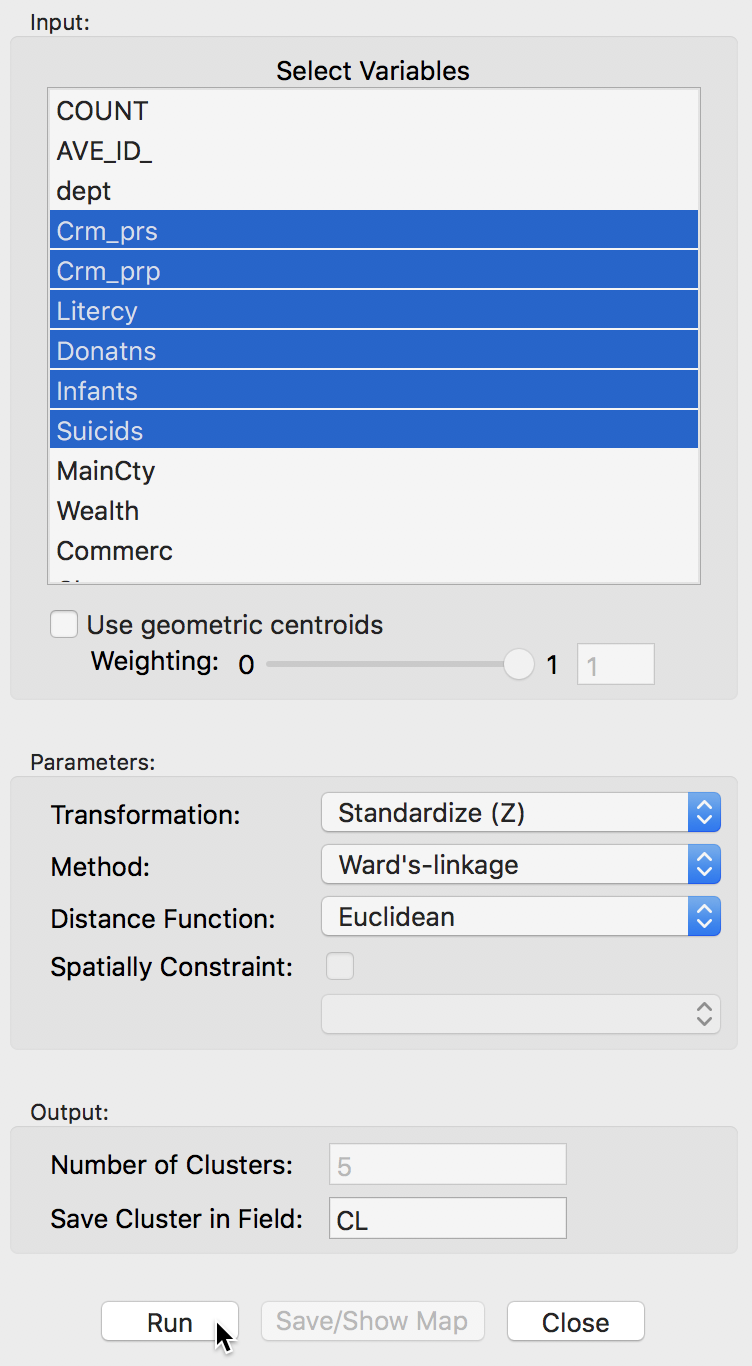 Input:
Select Variables
COUNT
AVE_ID_
dept
Crm_prs
Crm_prp
Litercy
Donatns
Infants
Suicids
MainCty
Wealth
Commerc
Use geometric centroids
Weighting: 0 1 1
Parameters:
Transformation: Standardize (Z)
Method: Ward's-linkage
Distance Function: Euclidean
Spatially Constraint:
Output:
Number of Clusters: 5
Save Cluster in Field: CL
Run Save/Show Map Close